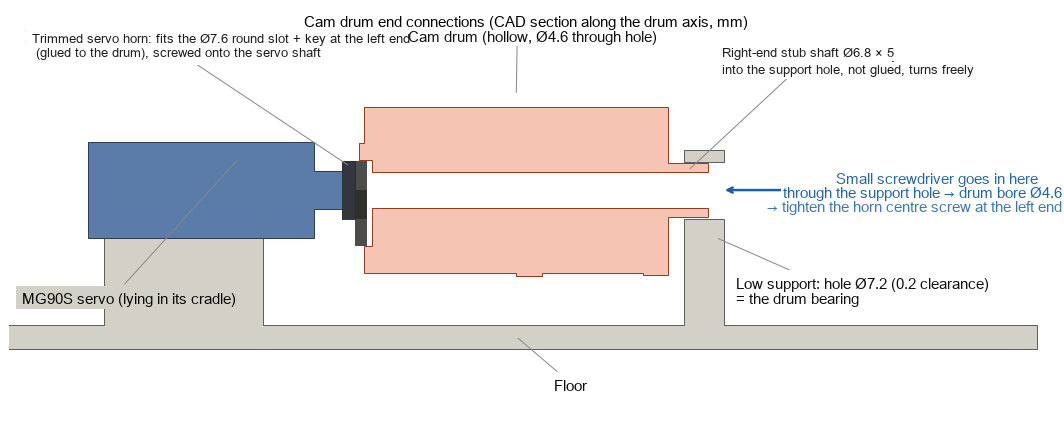 Cam drum end connections (CAD section along the drum axis, mm)
Trimmed servo horn: fits the Ø7.6 round slot + key at the left end
(glued to the drum), screwed onto the servo shaft
Cam drum (hollow, Ø4.6 through hole)
Right-end stub shaft Ø6.8 × 5
into the support hole, not glued, turns freely
Small screwdriver goes in here
through the support hole → drum bore Ø4.6
→ tighten the horn centre screw at the left end
MG90S servo (lying in its cradle)
Low support: hole Ø7.2 (0.2 clearance)
= the drum bearing
Floor